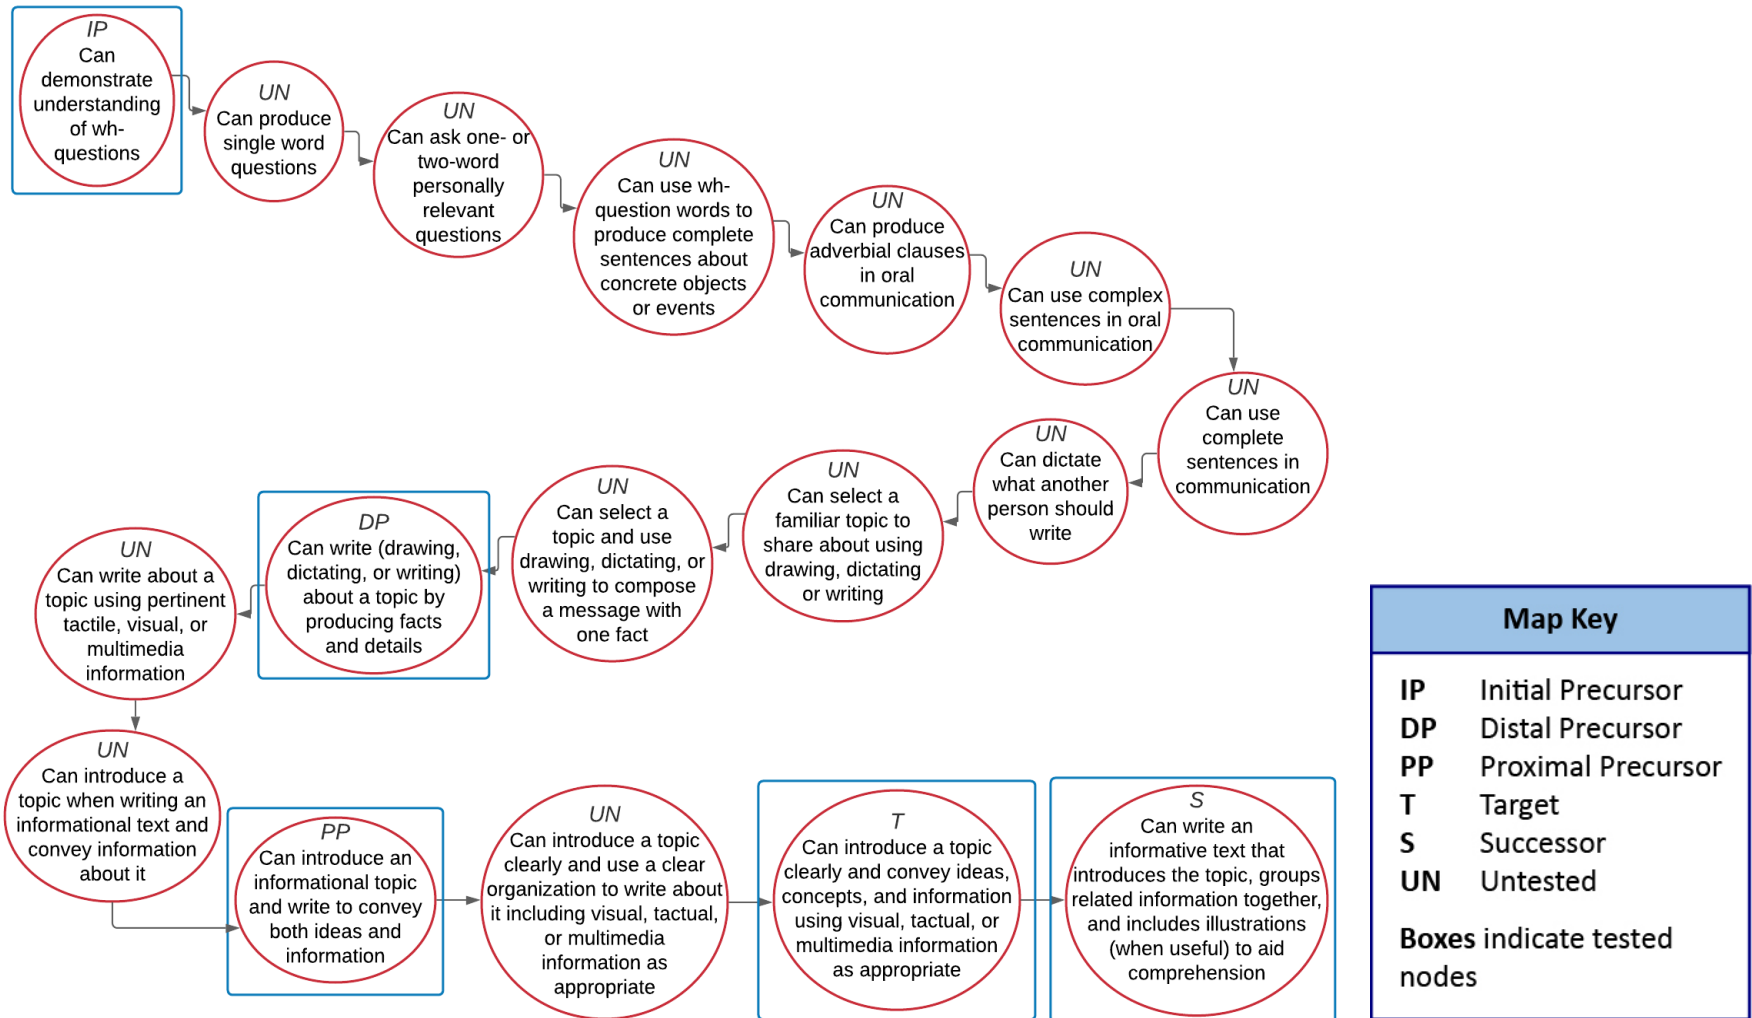 IP
Can
demonstrate
understanding
of wh-
questions
UN
Can produce
single word
questions
UN
Can ask one- or
two-word
personally
relevant
questions
UN
Can use wh-
question words to
produce complete
sentences about
concrete objects
or events
UN
Can produce
adverbial clauses
in oral
communication
UN
Can use complex
sentences in oral
communication
UN
Can use
complete
sentences in
communication
UN
Can dictate
what another
person should
write
UN
Can select a
familiar topic to
share about using
drawing, dictating
or writing
UN
Can select a
topic and use
drawing, dictating, or
writing to compose
a message with
one fact
DP
Can write (drawing,
dictating, or writing)
about a topic by
producing facts
and details
UN
Can write about a
topic using pertinent
tactile, visual, or
multimedia
information
UN
Can introduce a
topic when writing an
informational text and
convey information
about it
PP
Can introduce an
informational topic
and write to convey
both ideas and
information
UN
Can introduce a topic
clearly and use a clear
organization to write about
it including visual, tactual,
or multimedia
information as
appropriate
T
Can introduce a topic
clearly and convey ideas,
concepts, and information
using visual, tactual, or
multimedia information
as appropriate
S
Can write an
informative text that
introduces the topic, groups
related information together,
and includes illustrations
(when useful) to aid
comprehension
Map Key
IP Initial Precursor
DP Distal Precursor
PP Proximal Precursor
T Target
S Successor
UN Untested
Boxes indicate tested
nodes